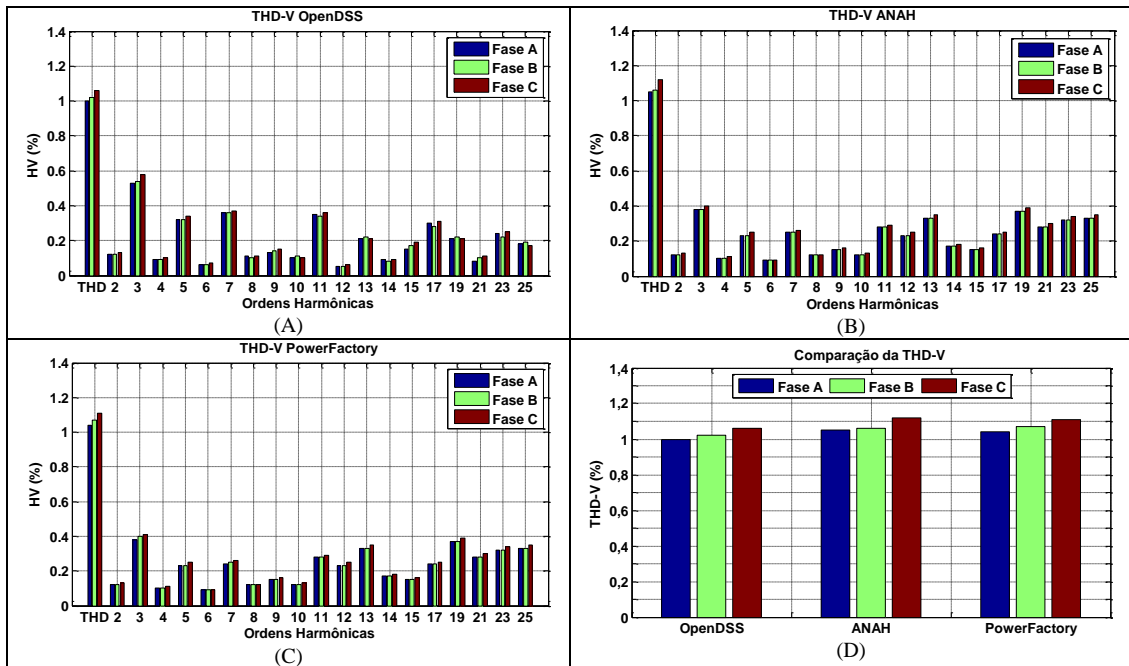 THD-V OpenDSS
1.4
1.2
1
0.8
0.6
0.4
0.2
0
HV (%)
Fase A
Fase B
Fase C
THD 2 3 4 5 6 7 8 9 10 11 12 13 14 15 17 19 21 23 25
Ordens Harmônicas
(A)
THD-V ANAH
1.4
1.2
1
0.8
0.6
0.4
0.2
0
HV (%)
Fase A
Fase B
Fase C
THD 2 3 4 5 6 7 8 9 10 11 12 13 14 15 17 19 21 23 25
Ordens Harmônicas
(B)
THD-V PowerFactory
1.4
1.2
1
0.8
0.6
0.4
0.2
0
HV (%)
Fase A
Fase B
Fase C
THD 2 3 4 5 6 7 8 9 10 11 12 13 14 15 17 19 21 23 25
Ordens Harmônicas
(C)
Comparação da THD-V
1,4
1,2
1
0,8
0,6
0,4
0,2
0
THD-V (%)
Fase A Fase B Fase C
OpenDSS ANAH PowerFactory
(D)